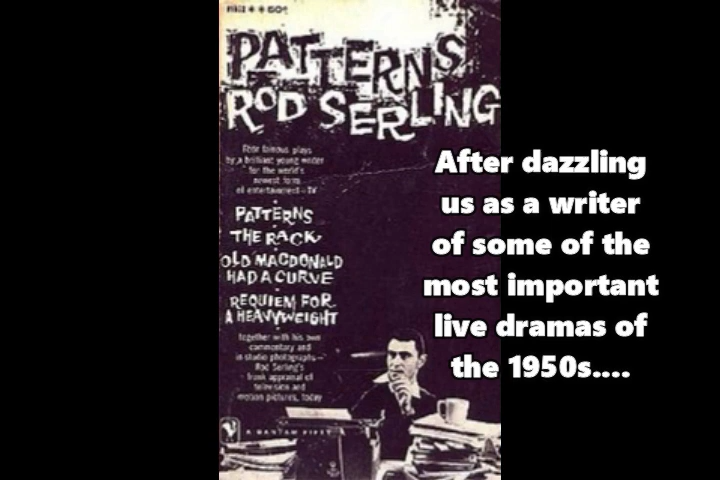 PATTERNS
ROD SERLING
Four famous plays
by a brilliant young writer
for the world's
newest form
of entertainment—TV
PATTERNS
THE RACK
OLD MACDONALD
HAD A CURVE
REQUIEM FOR
A HEAVYWEIGHT
together with his own
commentary and
in-studio photographs—
Rod Serling's
frank appraisal of
television and
motion pictures, today
A BANTAM FIFTY
After dazzling
us as a writer
of some of the
most important
live dramas of
the 1950s....